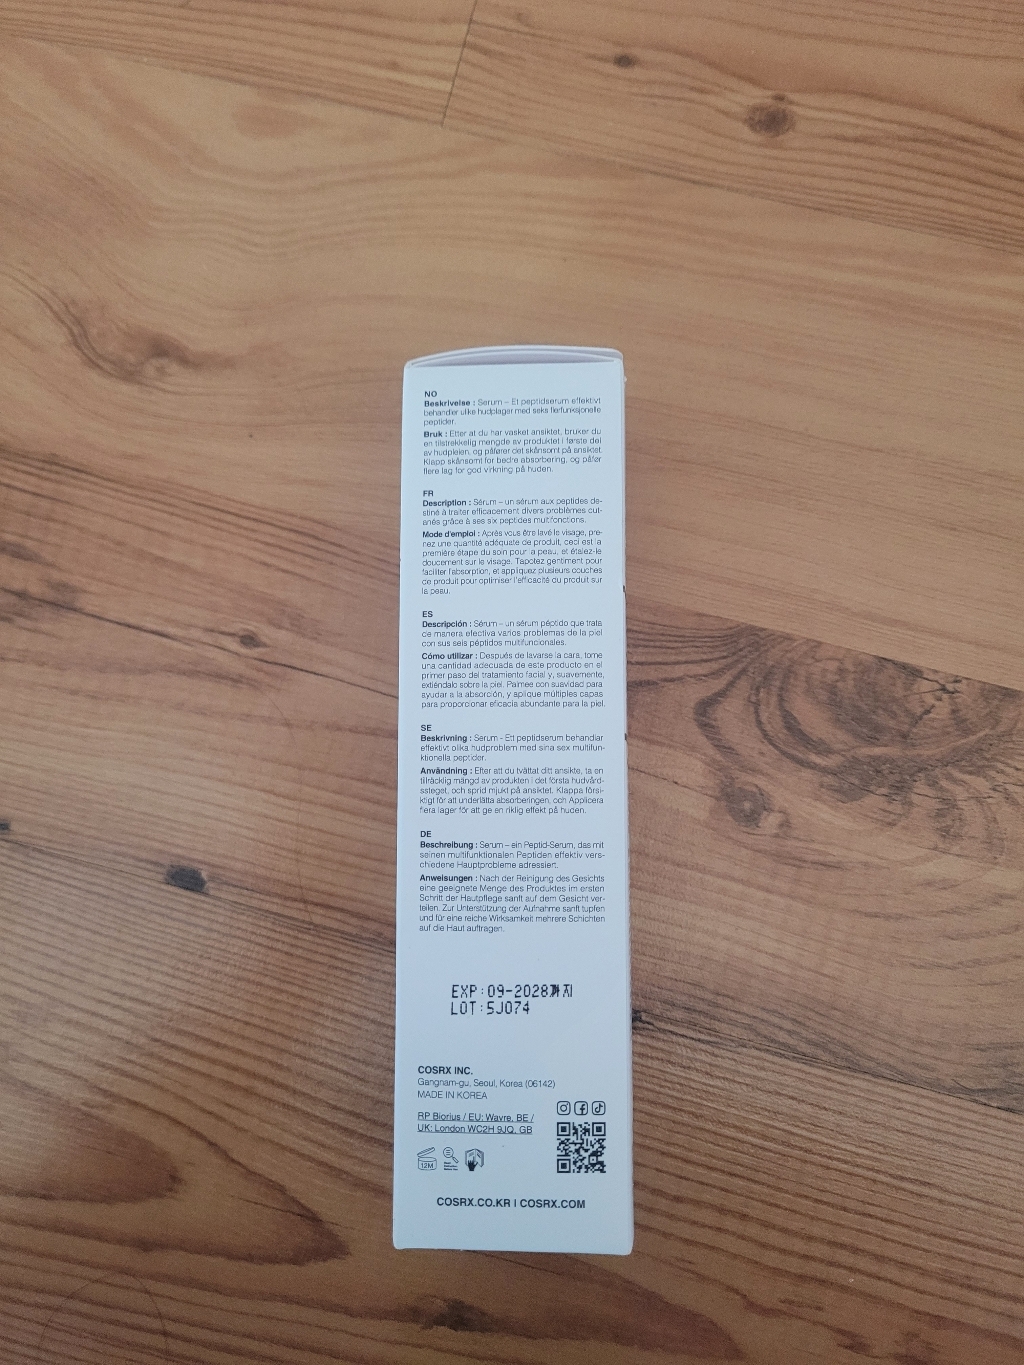 NO
Beskrivelse : Serum – Et peptidserum effektivt
behandler ulike hudplager med seks flerfunksjonelle
peptider.
Bruk : Etter at du har vasket ansiktet, bruker du
en tilstrekkelig mengde av produktet i første del
av hudpleien, og påfører det skånsomt på ansiktet.
Klapp skånsomt for bedre absorbering, og påfør
flere lag for god virkning på huden.
FR
Description : Sérum – un sérum aux peptides de-
stiné à traiter efficacement divers problèmes cut-
anés grâce à ses six peptides multifonctions.
Mode d'emploi : Après vous être lavé le visage, pre-
nez une quantité adéquate de produit, ceci est la
première étape du soin pour la peau, et étalez-le
doucement sur le visage. Tapotez gentiment pour
faciliter l'absorption, et appliquez plusieurs couches
de produit pour optimiser l'efficacité du produit sur
la peau.
ES
Descripción : Sérum – un sérum péptido que trata
de manera efectiva varios problemas de la piel
con sus seis péptidos multifuncionales.
Cómo utilizar : Después de lavarse la cara, tome
una cantidad adecuada de este producto en el
primer paso del tratamiento facial y, suavemente,
extiéndalo sobre la piel. Palmee con suavidad para
ayudar a la absorción, y aplique múltiples capas
para proporcionar eficacia abundante para la piel.
SE
Beskrivning : Serum - Ett peptidserum behandlar
effektivt olika hudproblem med sina sex multifun-
ktionella peptider.
Användning : Efter att du tvättat ditt ansikte, ta en
tillräcklig mängd av produkten i det första hudvård-
ssteget, och sprid mjukt på ansiktet. Klappa försi-
ktigt för att underlätta absorberingen, och Applicera
flera lager för att ge en riklig effekt på huden.
DE
Beschreibung : Serum – ein Peptid-Serum, das mit
seinen multifunktionalen Peptiden effektiv vers-
chiedene Hauptprobleme adressiert.
Anweisungen : Nach der Reinigung des Gesichts
eine geeignete Menge des Produktes im ersten
Schritt der Hautpflege sanft auf dem Gesicht ver-
teilen. Zur Unterstützung der Aufnahme sanft tupfen
und für eine reiche Wirksamkeit mehrere Schichten
auf die Haut auftragen.
EXP:09-2028까지
LOT:5J074
COSRX INC.
Gangnam-gu, Seoul, Korea (06142)
MADE IN KOREA
RP Biorius / EU: Wavre, BE /
UK: London WC2H 9JQ, GB
12M
COSRX.CO.KR I COSRX.COM